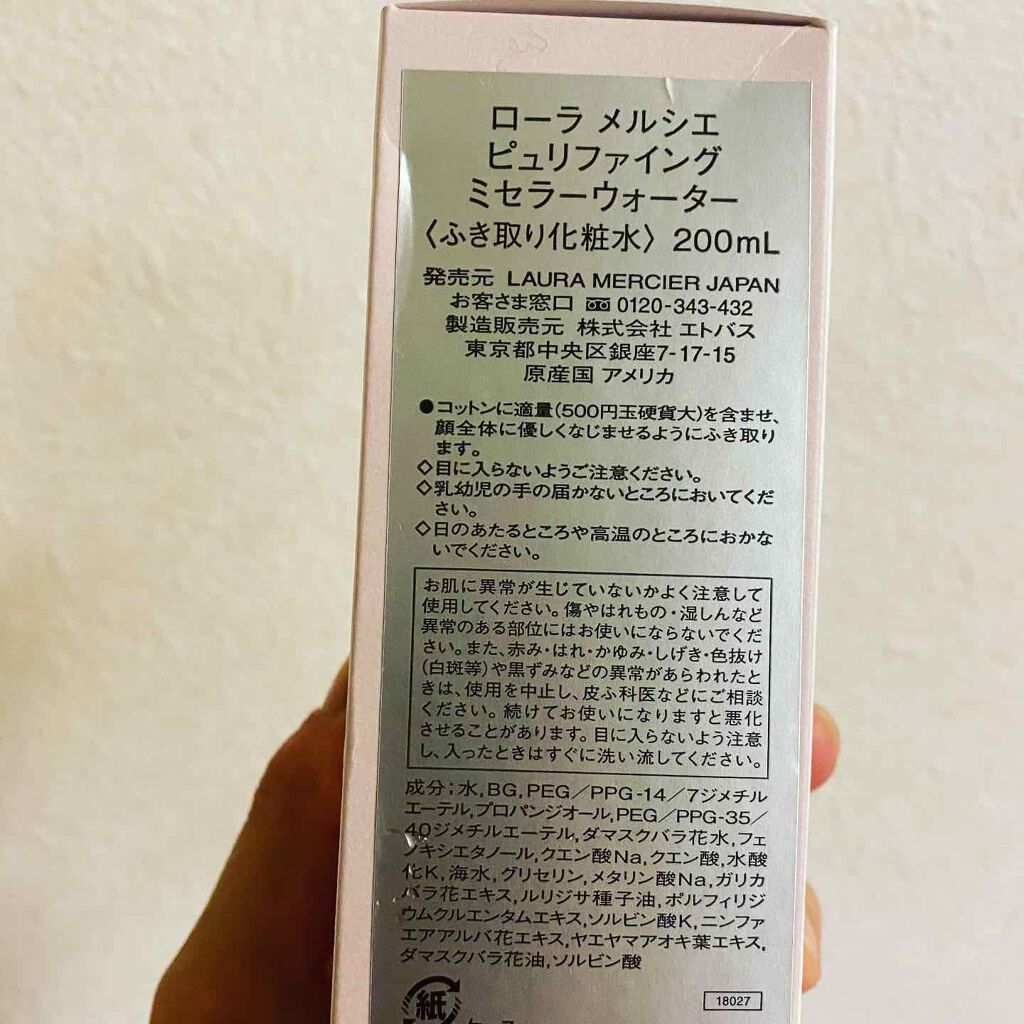 ローラ メルシエ
ピュリファイング
ミセラーウォーター
〈ふき取り化粧水〉 200mL
発売元 LAURA MERCIER JAPAN
お客さま窓口 0120-343-432
製造販売元 株式会社 エトバス
東京都中央区銀座7-17-15
原産国 アメリカ
●コットンに適量(500円玉硬貨大)を含ませ、
顔全体に優しくなじませるようにふき取り
ます。
◇目に入らないようご注意ください。
◇乳幼児の手の届かないところにおいてくだ
さい。
◇日のあたるところや高温のところにおかな
いでください。
お肌に異常が生じていないかよく注意して
使用してください。傷やはれもの・湿しんなど
異常のある部位にはお使いにならないでくだ
さい。また、赤み・はれ・かゆみ・しげき・色抜け
(白斑等)や黒ずみなどの異常があらわれたと
きは、使用を中止し、皮ふ科医などにご相談
ください。続けてお使いになりますと悪化
させることがあります。目に入らないよう注意
し、入ったときはすぐに洗い流してください。
成分;水,BG,PEG/PPG-14/7ジメチル
エーテル,プロパンジオール,PEG/PPG-35/
40ジメチルエーテル,ダマスクバラ花水,フェ
ノキシエタノール,クエン酸Na,クエン酸,水酸
化K,海水,グリセリン,メタリン酸Na,ガリカ
バラ花エキス,ルリジサ種子油,ポルフィリジ
ウムクルエンタムエキス,ソルビン酸K,ニンファ
エアアルバ花エキス,ヤエヤマアオキ葉エキス,
ダマスクバラ花油,ソルビン酸
紙
18027